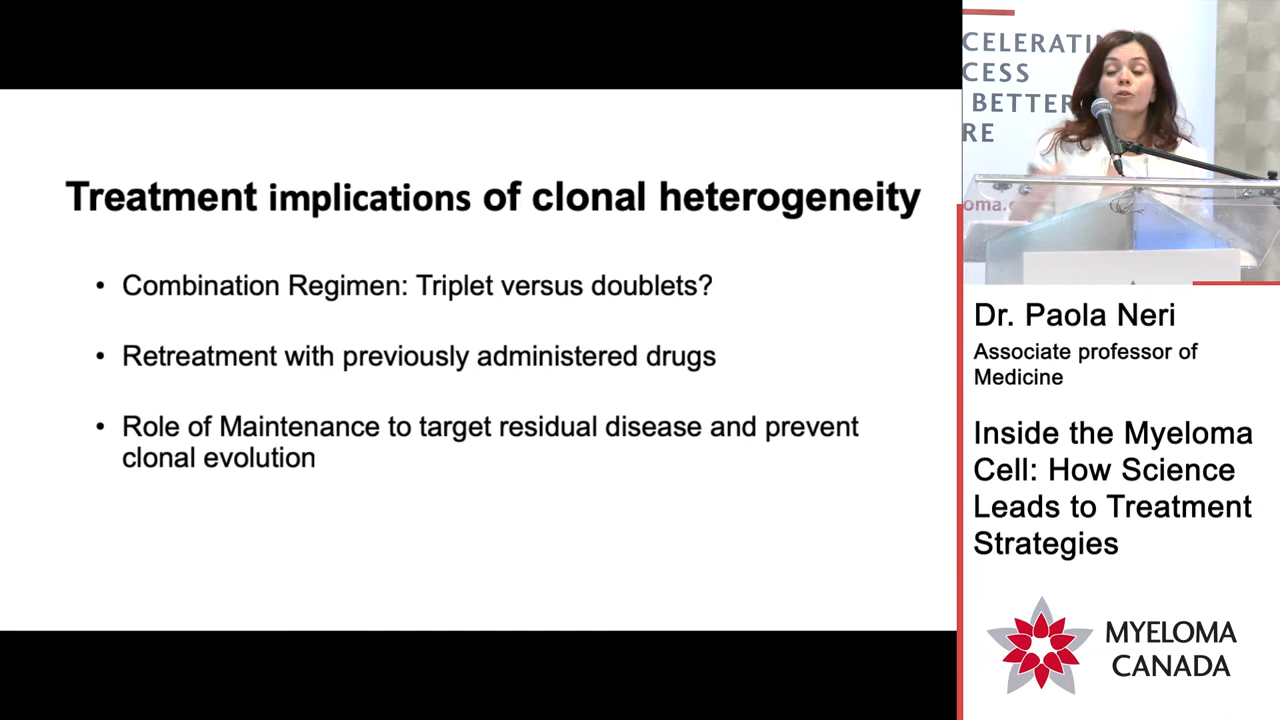 Treatment implications of clonal heterogeneity
• Combination Regimen: Triplet versus doublets?
• Retreatment with previously administered drugs
• Role of Maintenance to target residual disease and prevent
clonal evolution
CELERATI
CESS
BETTER
RE
oma.
Dr. Paola Neri
Associate professor of
Medicine
Inside the Myeloma
Cell: How Science
Leads to Treatment
Strategies
MYELOMA
CANADA